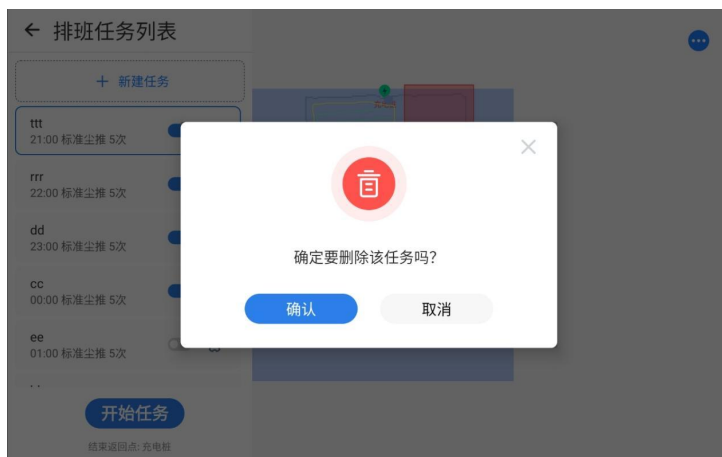 排班任务列表
新建任务
ttt
21:00 标准尘推 5次
rrr
22:00 标准尘推 5次
dd
23:00 标准尘推 5次
cc
00:00 标准尘推 5次
ee
01:00 标准尘推 5次
开始任务
结束返回点: 充电桩
确定要删除该任务吗?
确认
取消